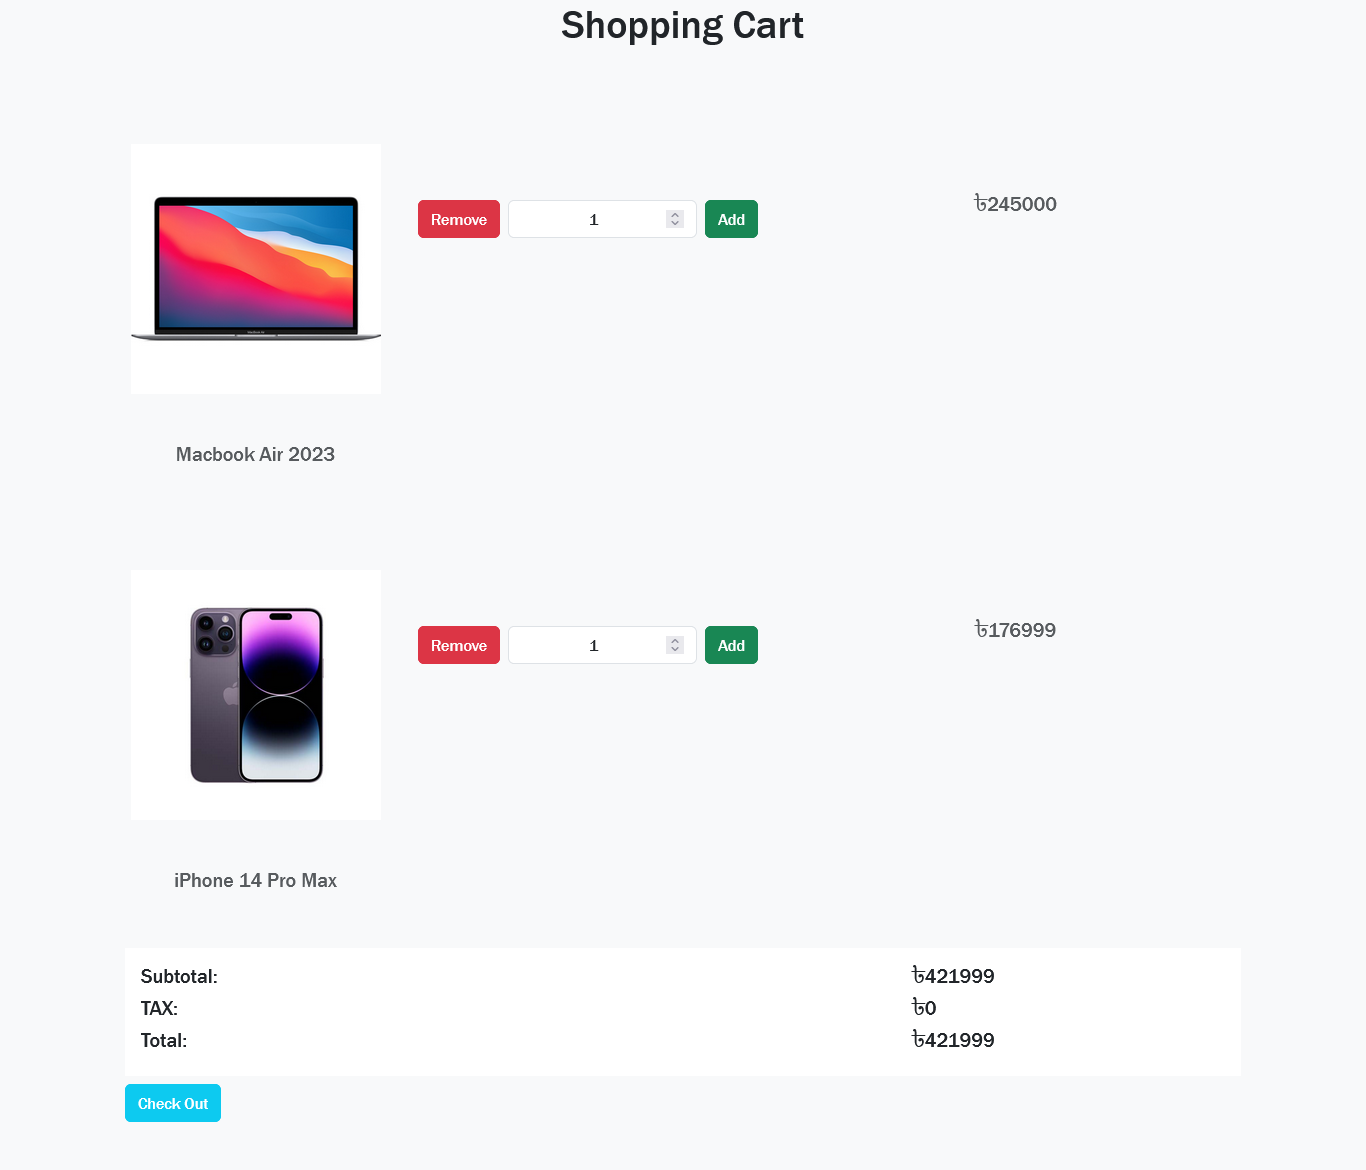 Shopping Cart
Remove 1 Add ৳245000
Macbook Air 2023
Remove 1 Add ৳176999
iPhone 14 Pro Max
Subtotal: ৳421999
TAX: ৳0
Total: ৳421999
Check Out